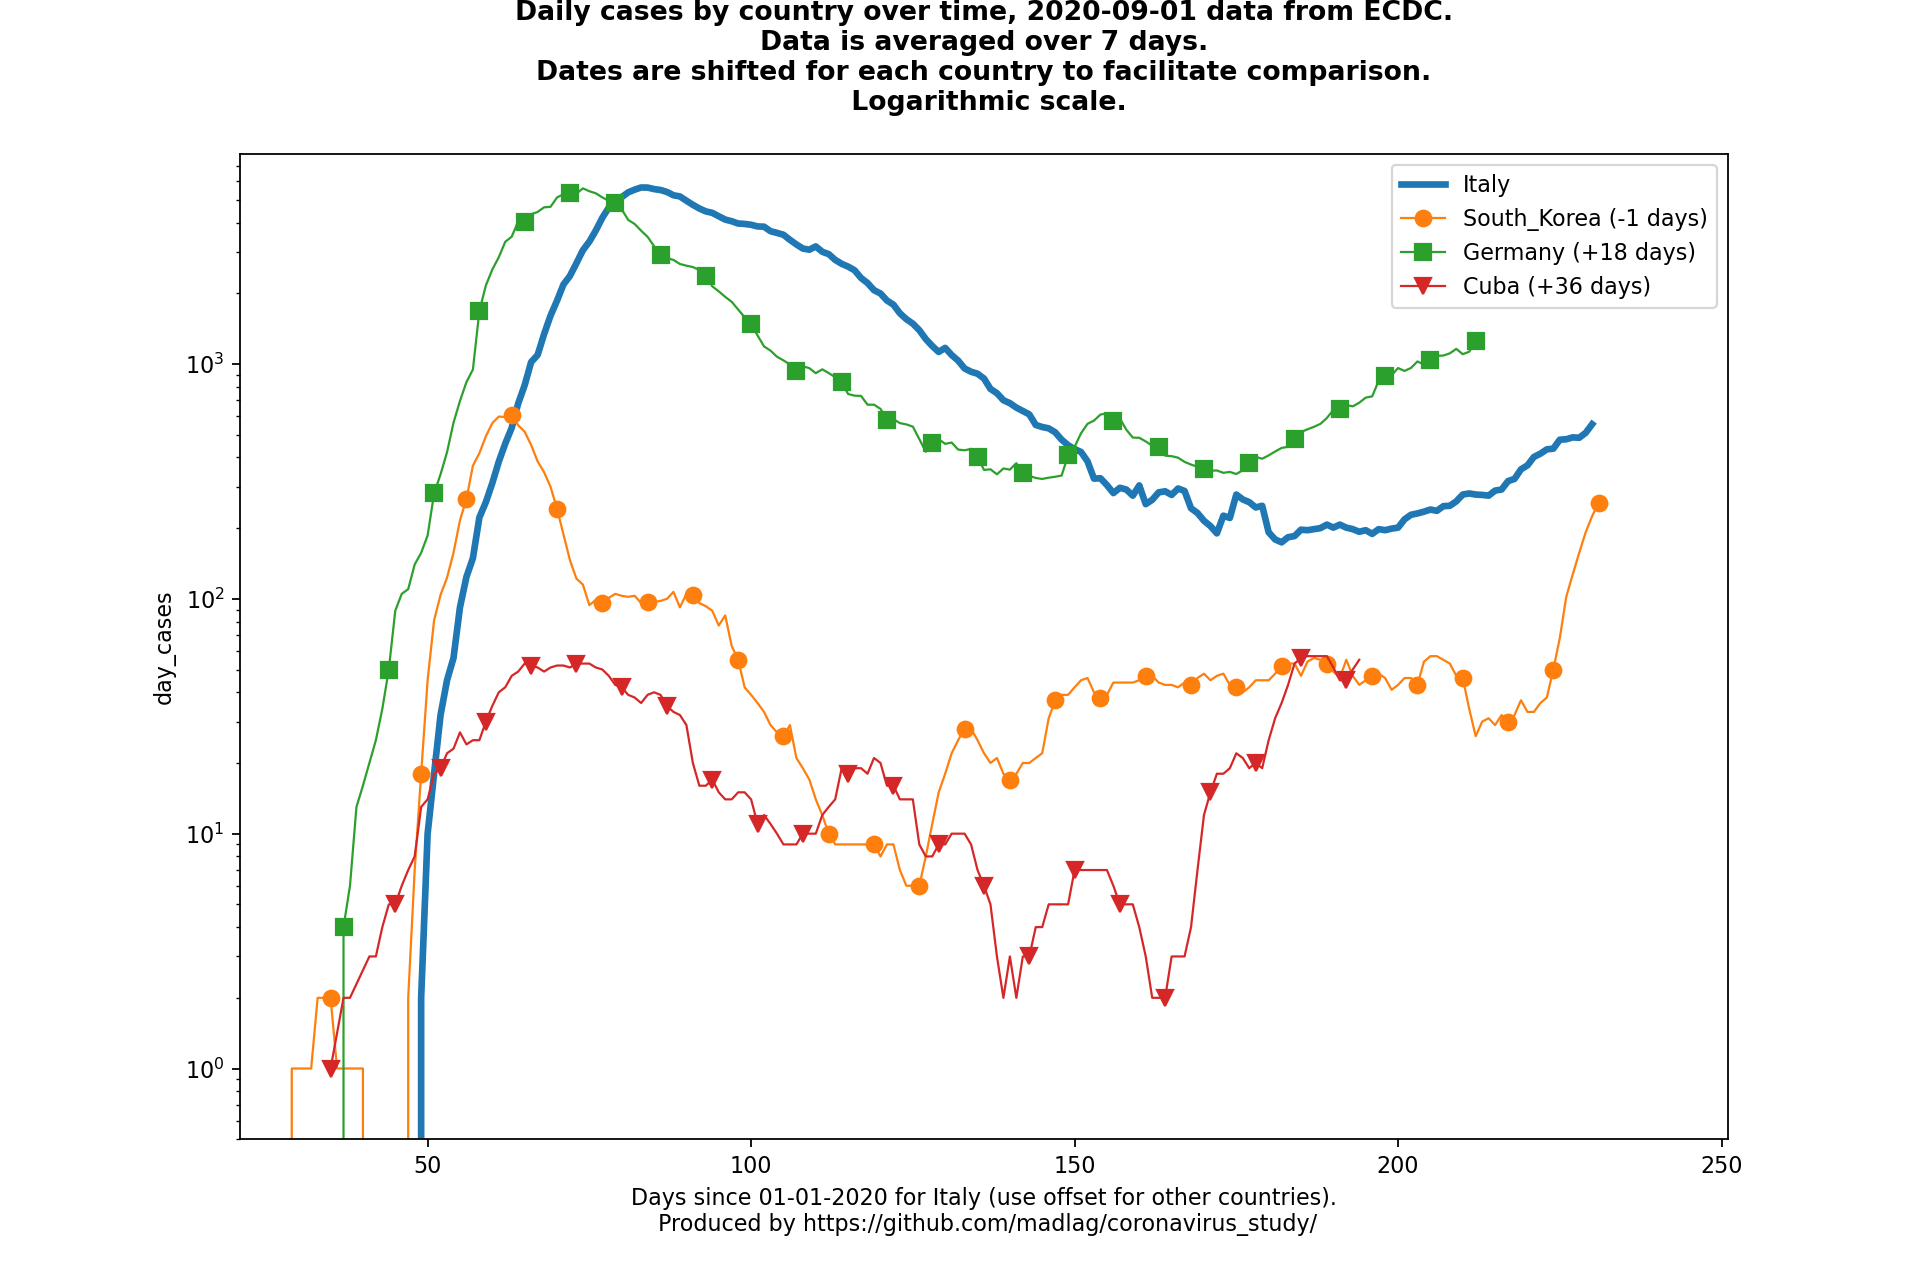 Daily cases by country over time, 2020-09-01 data from ECDC.
Data is averaged over 7 days.
Dates are shifted for each country to facilitate comparison.
Logarithmic scale.
Italy
South_Korea (-1 days)
Germany (+18 days)
Cuba (+36 days)
day_cases
10³
10²
10¹
10⁰
50
100
150
200
250
Days since 01-01-2020 for Italy (use offset for other countries).
Produced by https://github.com/madlag/coronavirus_study/